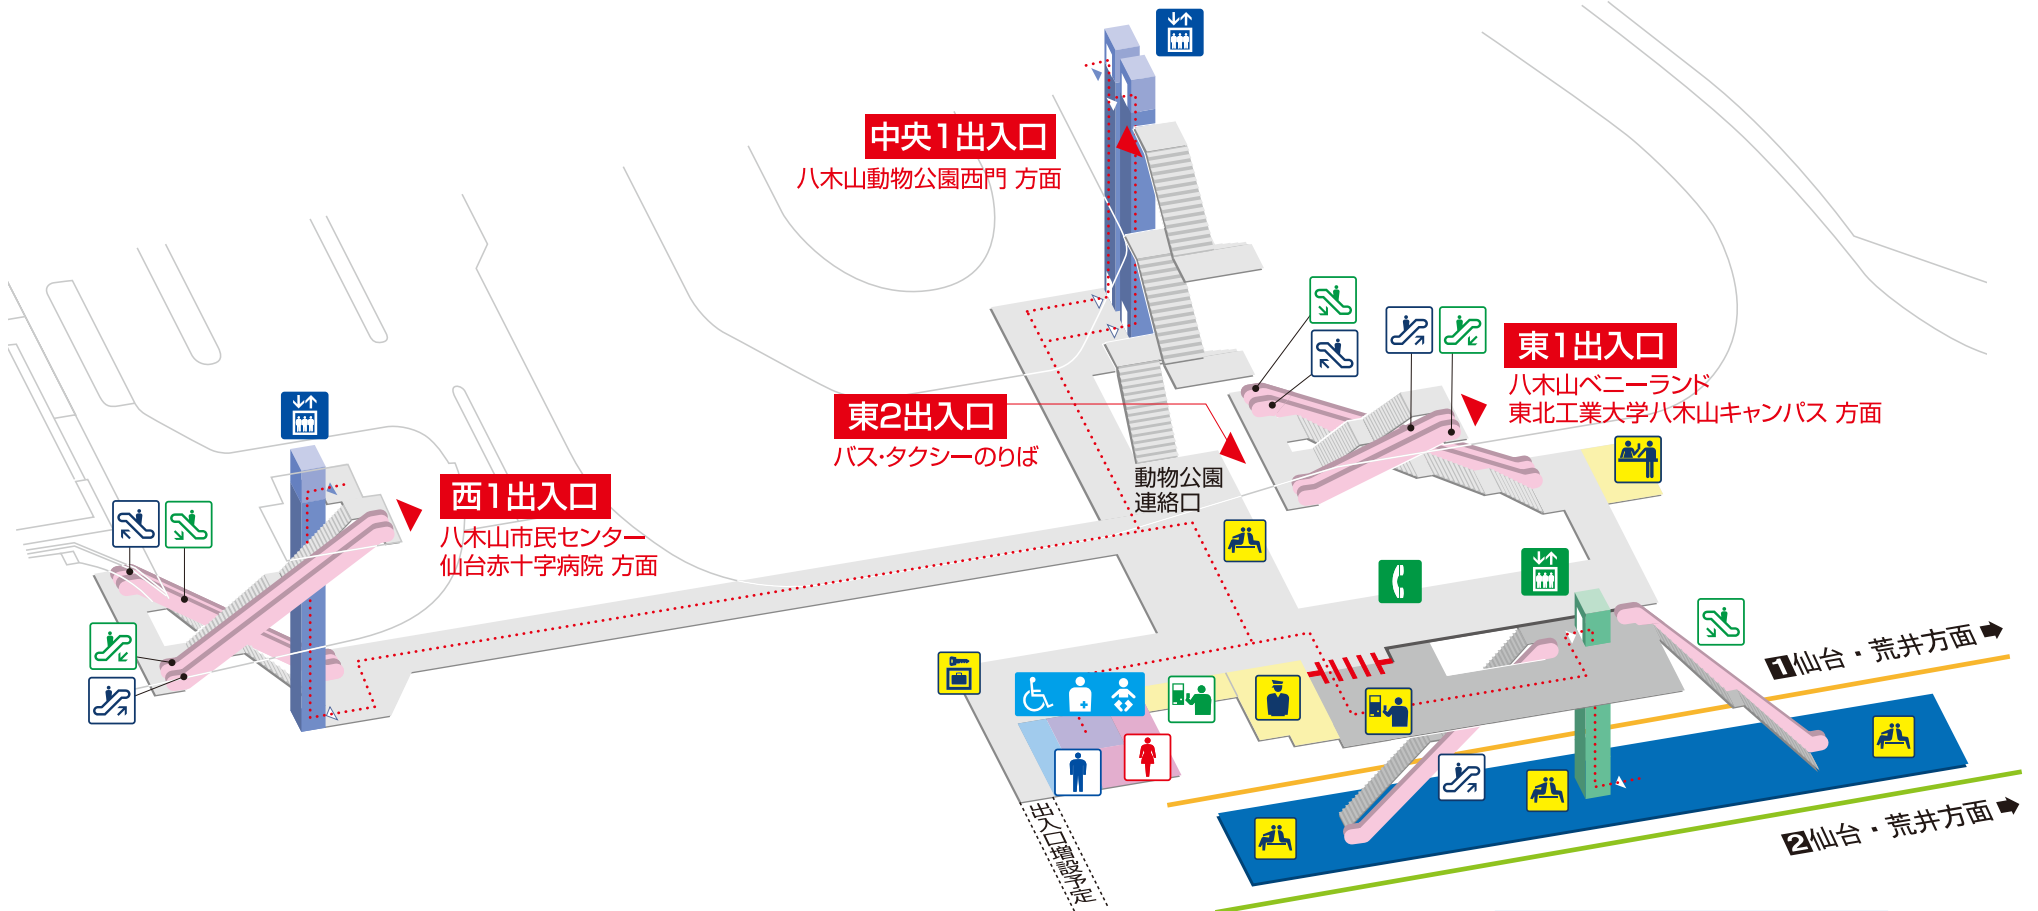 中央1出入口
八木山動物公園西門 方面
東1出入口
八木山ベニーランド
東北工業大学八木山キャンパス 方面
東2出入口
バス・タクシーのりば
動物公園
連絡口
西1出入口
八木山市民センター
仙台赤十字病院 方面
1仙台・荒井方面
2仙台・荒井方面
出入口増設予定